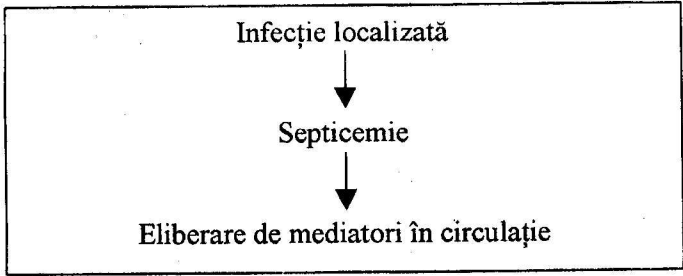 Infecție localizată
Septicemie
Eliberare de mediatori în circulație